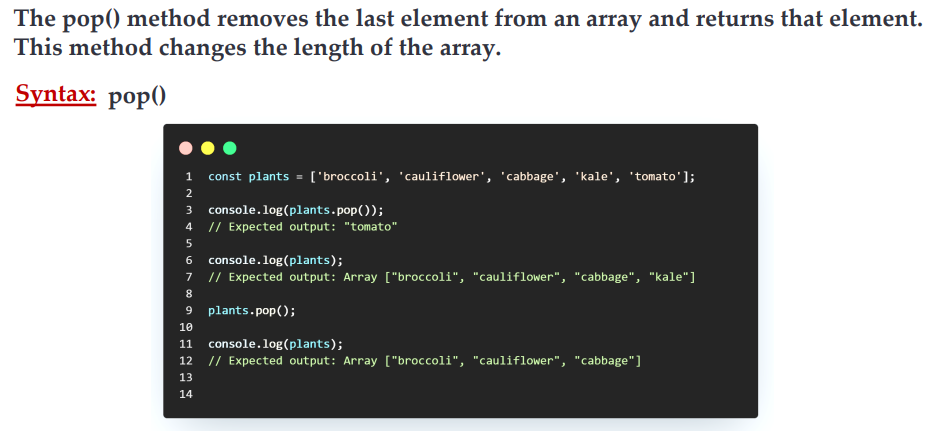 The pop() method removes the last element from an array and returns that element.
This method changes the length of the array.
Syntax: pop()
1 const plants = ['broccoli', 'cauliflower', 'cabbage', 'kale', 'tomato'];
2
3 console.log(plants.pop());
4 // Expected output: "tomato"
5
6 console.log(plants);
7 // Expected output: Array ["broccoli", "cauliflower", "cabbage", "kale"]
8
9 plants.pop();
10
11 console.log(plants);
12 // Expected output: Array ["broccoli", "cauliflower", "cabbage"]
13
14